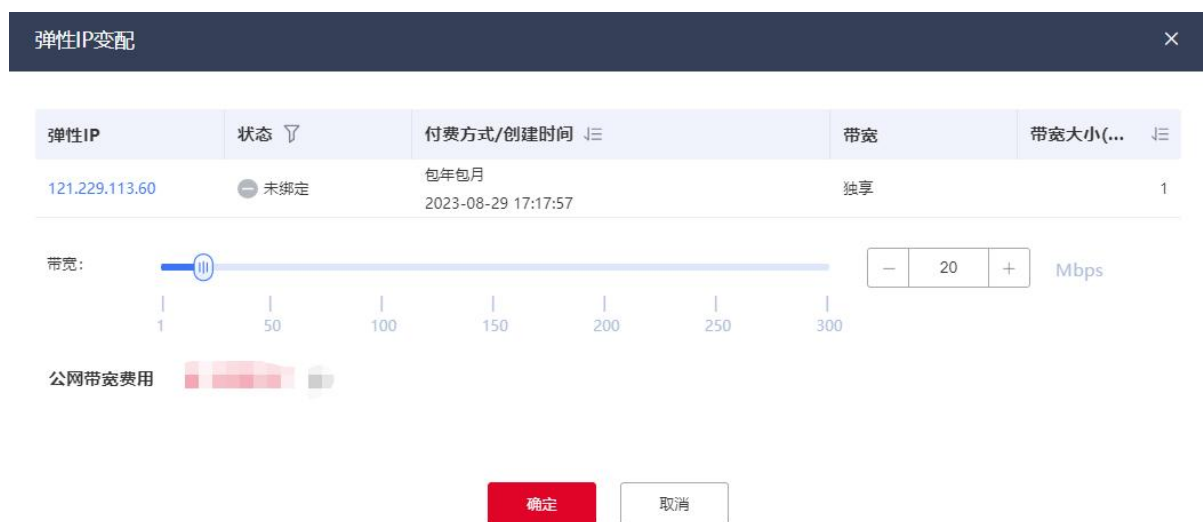 弹性IP变配
弹性IP 状态 付费方式/创建时间 带宽 带宽大小(...
121.229.113.60 未绑定 包年包月 独享 1
2023-08-29 17:17:57
带宽: 20 Mbps
1 50 100 150 200 250 300
公网带宽费用
确定 取消